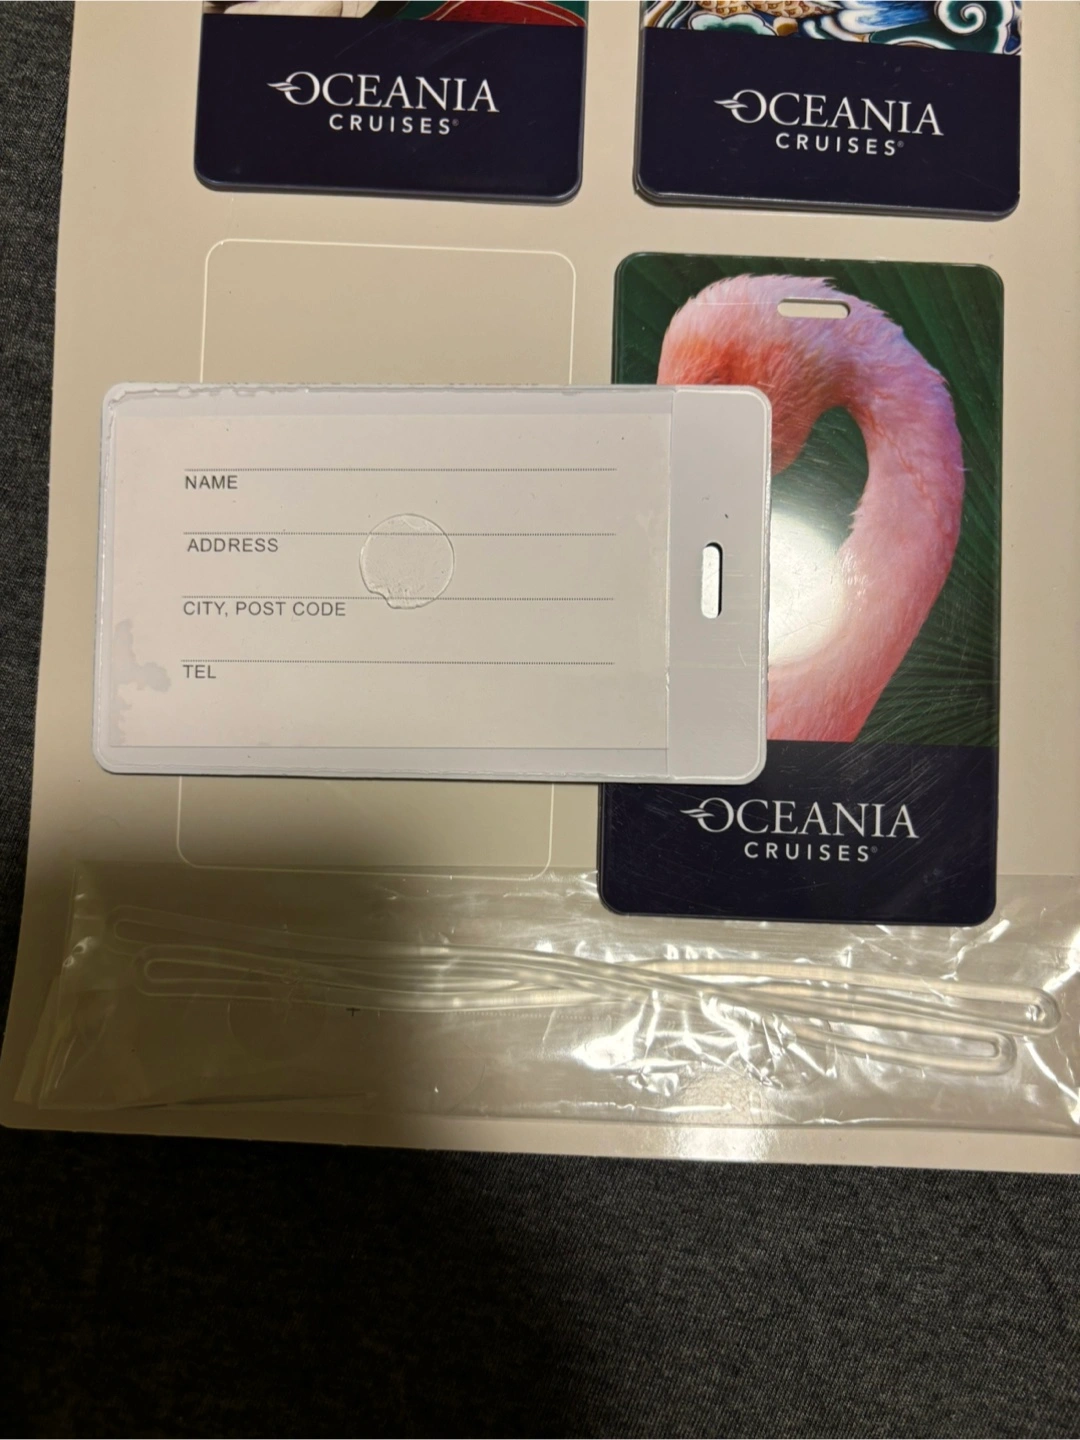 OCEANIA
CRUISES®
OCEANIA
CRUISES®
NAME
ADDRESS
CITY, POST CODE
TEL
OCEANIA
CRUISES®